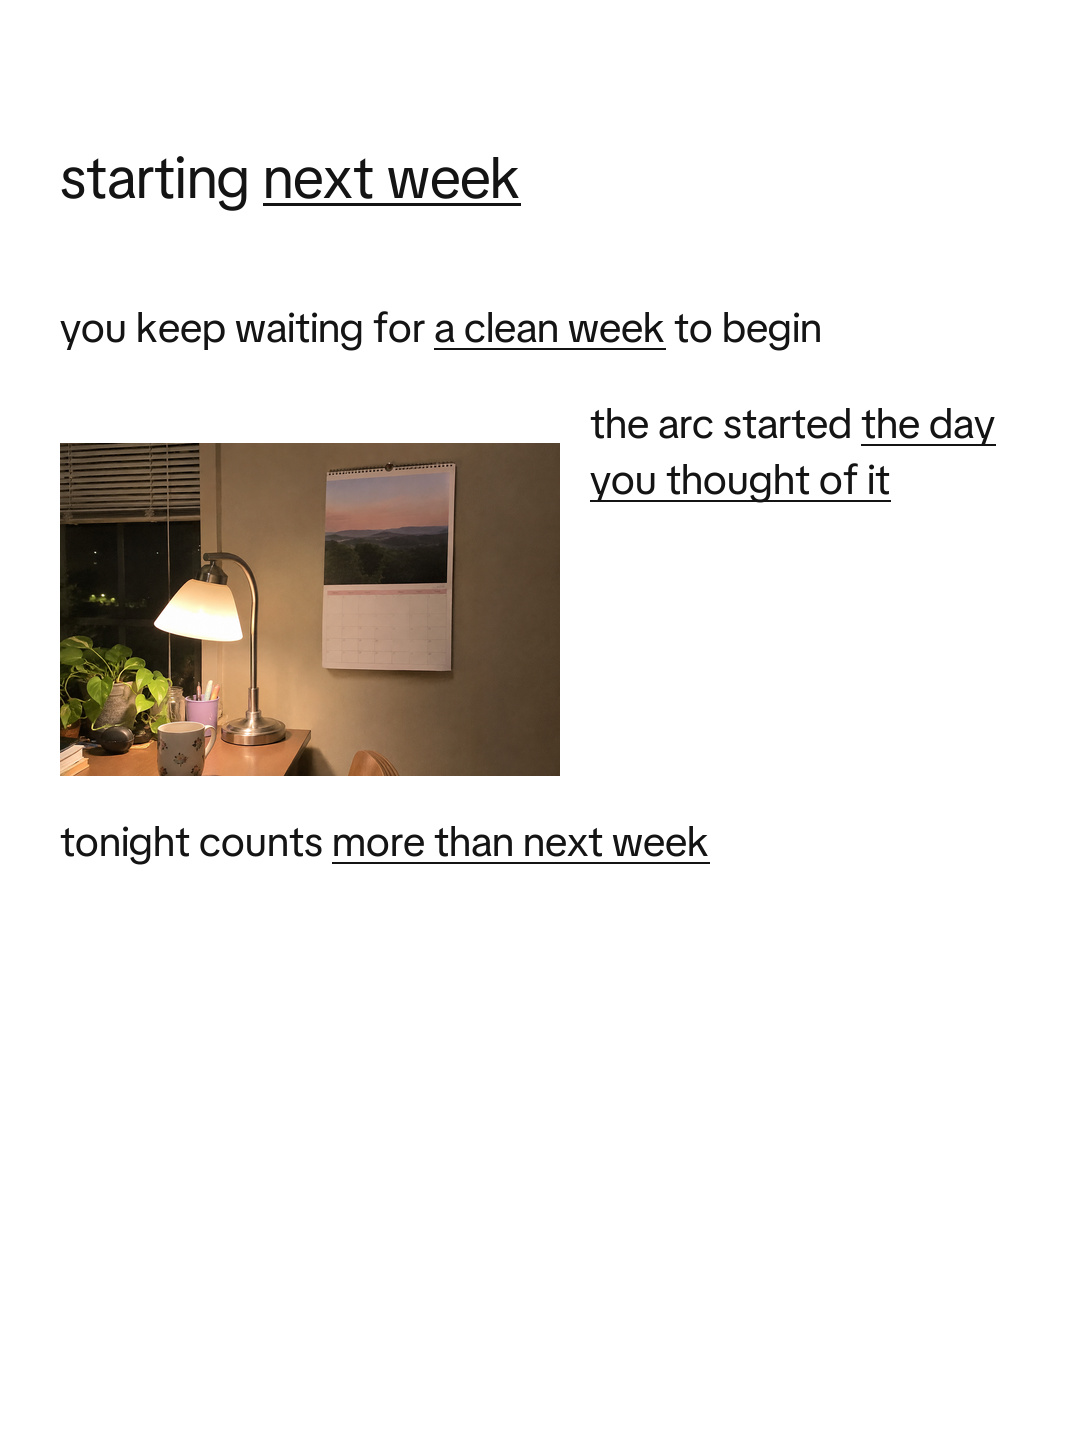 starting next week
you keep waiting for a clean week to begin
the arc started the day
you thought of it
tonight counts more than next week